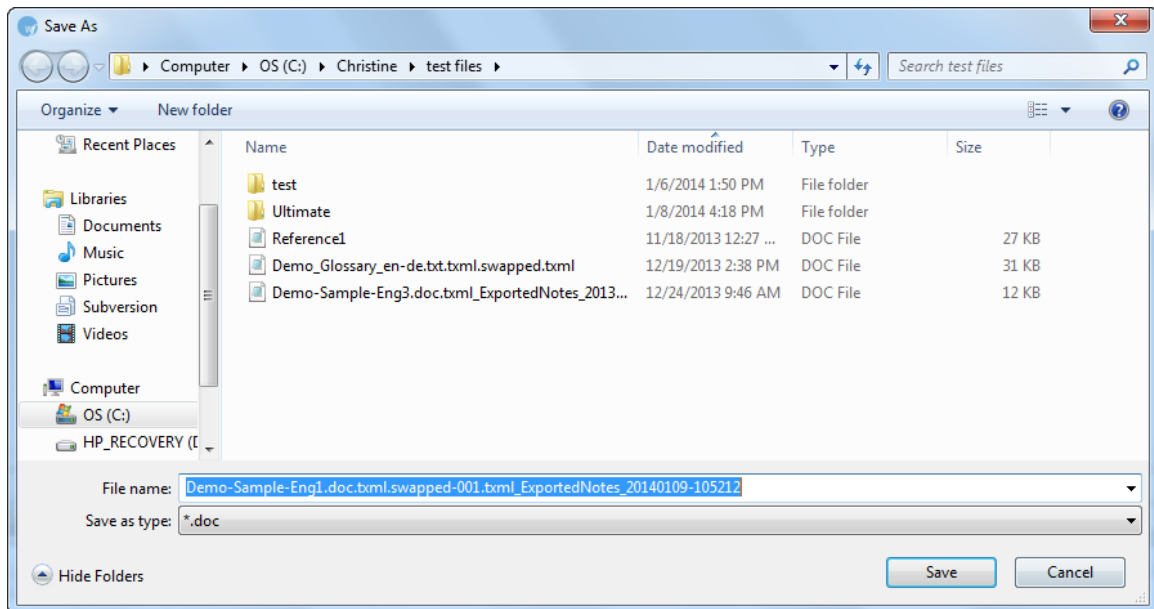 Save As
Computer OS (C:) Christine test files
Search test files
Organize New folder
Recent Places
Libraries
Documents
Music
Pictures
Subversion
Videos
Computer
OS (C:)
HP_RECOVERY (D
Name Date modified Type Size
test 1/6/2014 1:50 PM File folder
Ultimate 1/8/2014 4:18 PM File folder
Reference1 11/18/2013 12:27 ... DOC File 27 KB
Demo_Glossary_en-de.txt.txml.swapped.txml 12/19/2013 2:38 PM DOC File 31 KB
Demo-Sample-Eng3.doc.txml_ExportedNotes_2013... 12/24/2013 9:46 AM DOC File 12 KB
File name: Demo-Sample-Eng1.doc.txml.swapped-001.txml_ExportedNotes_20140109-105212
Save as type: *.doc
Hide Folders
Save Cancel